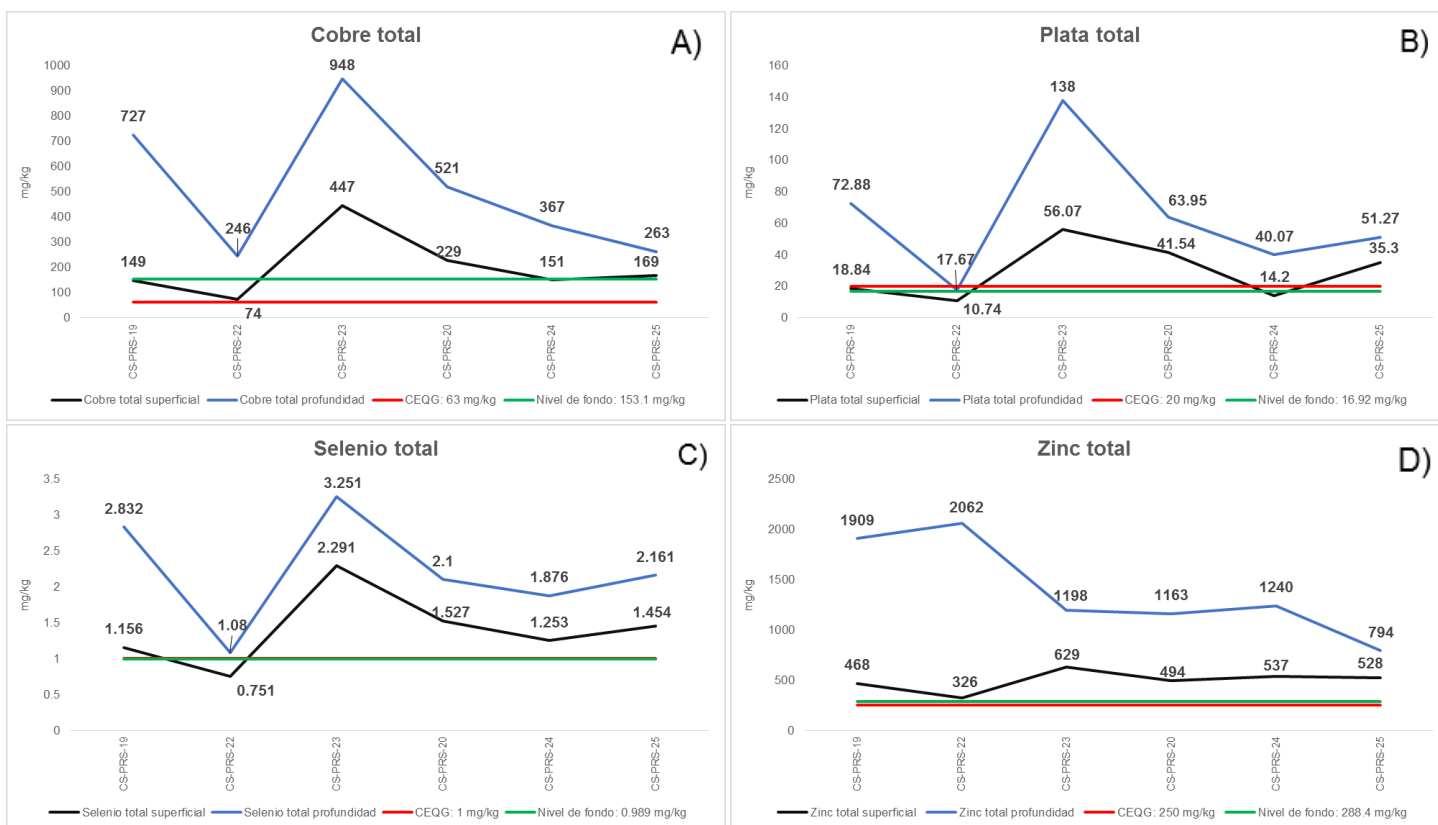 Cobre total
A)
1000
900
800
700
600
500
400
300
200
100
0
mg/kg
727
246
948
521
367
263
149
74
447
229
151
169
CS-PRS-19
CS-PRS-22
CS-PRS-23
CS-PRS-20
CS-PRS-24
CS-PRS-25
Cobre total superficial Cobre total profundidad CEQG: 63 mg/kg Nivel de fondo: 153.1 mg/kg
Plata total
B)
160
140
120
100
80
60
40
20
0
mg/kg
72.88
17.67
138
63.95
40.07
51.27
18.84
10.74
56.07
41.54
14.2
35.3
CS-PRS-19
CS-PRS-22
CS-PRS-23
CS-PRS-20
CS-PRS-24
CS-PRS-25
Plata total superficial Plata total profundidad CEQG: 20 mg/kg Nivel de fondo: 16.92 mg/kg
Selenio total
C)
3.5
3
2.5
2
1.5
1
0.5
0
mg/kg
2.832
1.08
3.251
2.1
1.876
2.161
1.156
0.751
2.291
1.527
1.253
1.454
CS-PRS-19
CS-PRS-22
CS-PRS-23
CS-PRS-20
CS-PRS-24
CS-PRS-25
Selenio total superficial Selenio total profundidad CEQG: 1 mg/kg Nivel de fondo: 0.989 mg/kg
Zinc total
D)
2500
2000
1500
1000
500
0
mg/kg
1909
2062
1198
1163
1240
794
468
326
629
494
537
528
CS-PRS-19
CS-PRS-22
CS-PRS-23
CS-PRS-20
CS-PRS-24
CS-PRS-25
Zinc total superficial Zinc total profundidad CEQG: 250 mg/kg Nivel de fondo: 288.4 mg/kg